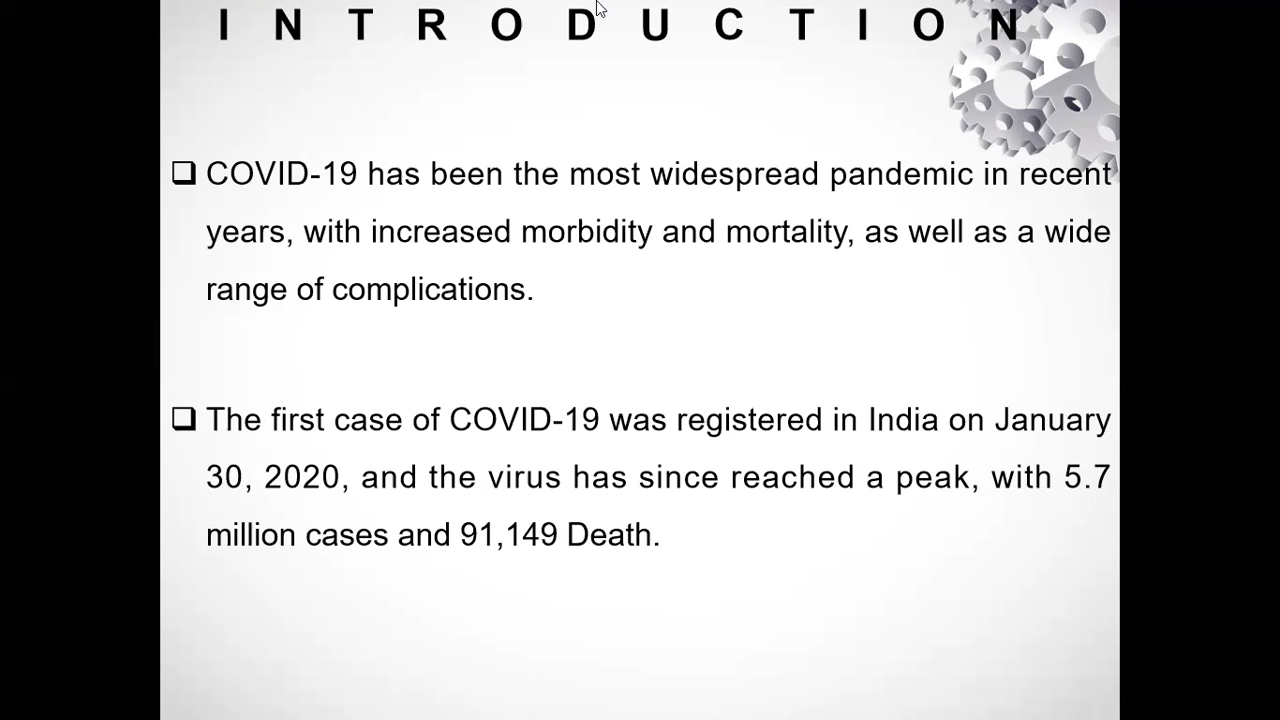 INTRODUCTION
❑ COVID-19 has been the most widespread pandemic in recent
years, with increased morbidity and mortality, as well as a wide
range of complications.
❑ The first case of COVID-19 was registered in India on January
30, 2020, and the virus has since reached a peak, with 5.7
million cases and 91,149 Death.